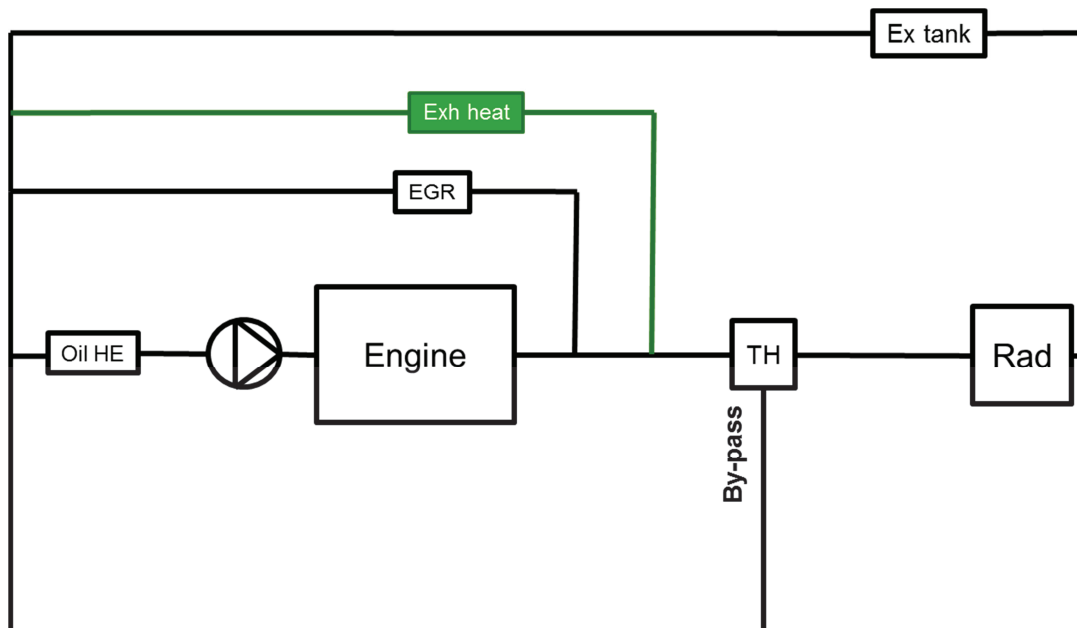 Ex tank
Exh heat
EGR
Oil HE
Engine
TH
Rad
By-pass